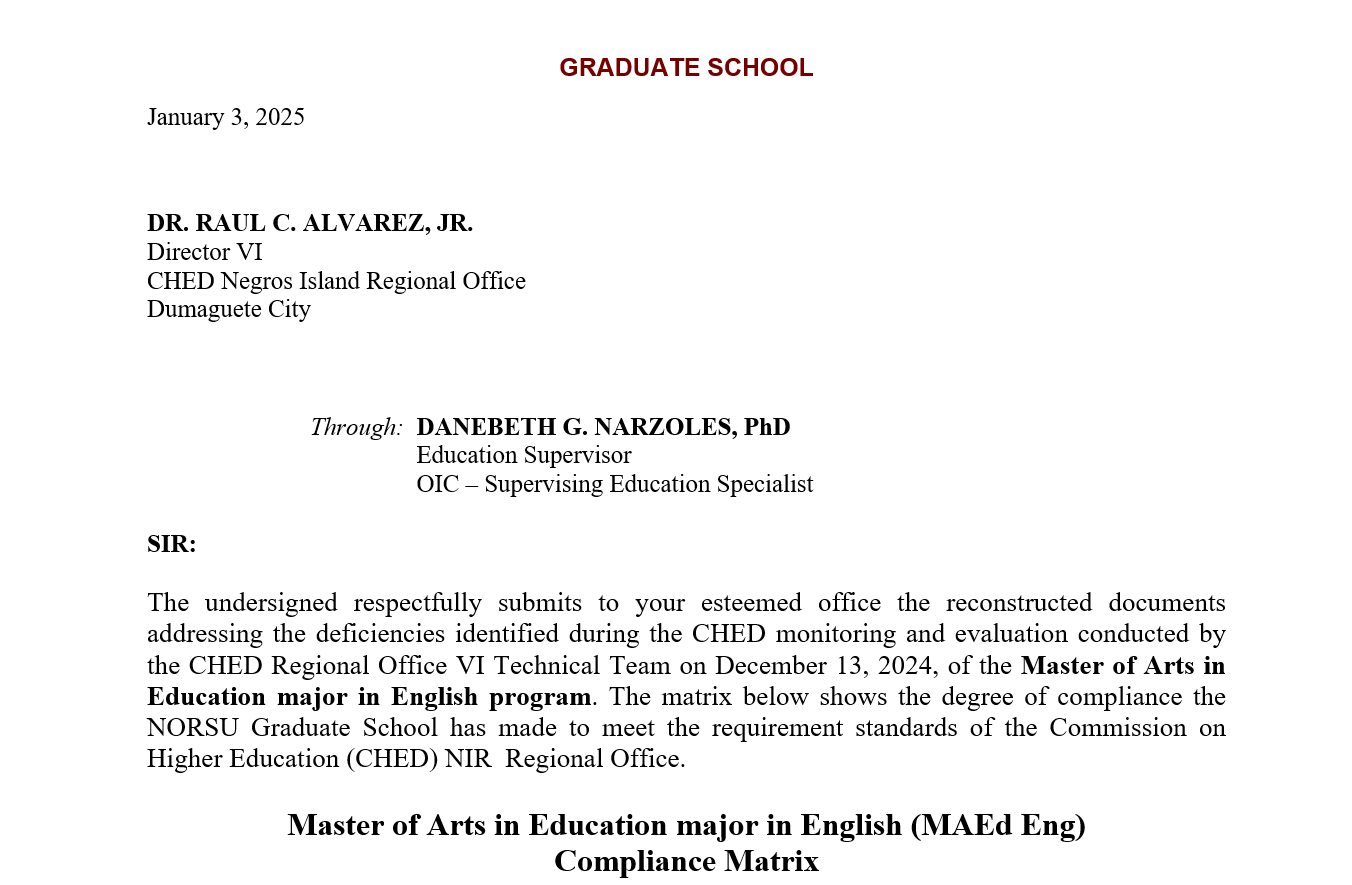 GRADUATE SCHOOL
January 3, 2025
DR. RAUL C. ALVAREZ, JR.
Director VI
CHED Negros Island Regional Office
Dumaguete City
Through: DANEBETH G. NARZOLES, PhD
Education Supervisor
OIC – Supervising Education Specialist
SIR:
The undersigned respectfully submits to your esteemed office the reconstructed documents
addressing the deficiencies identified during the CHED monitoring and evaluation conducted by
the CHED Regional Office VI Technical Team on December 13, 2024, of the Master of Arts in
Education major in English program. The matrix below shows the degree of compliance the
NORSU Graduate School has made to meet the requirement standards of the Commission on
Higher Education (CHED) NIR  Regional Office.
Master of Arts in Education major in English (MAEd Eng)
Compliance Matrix